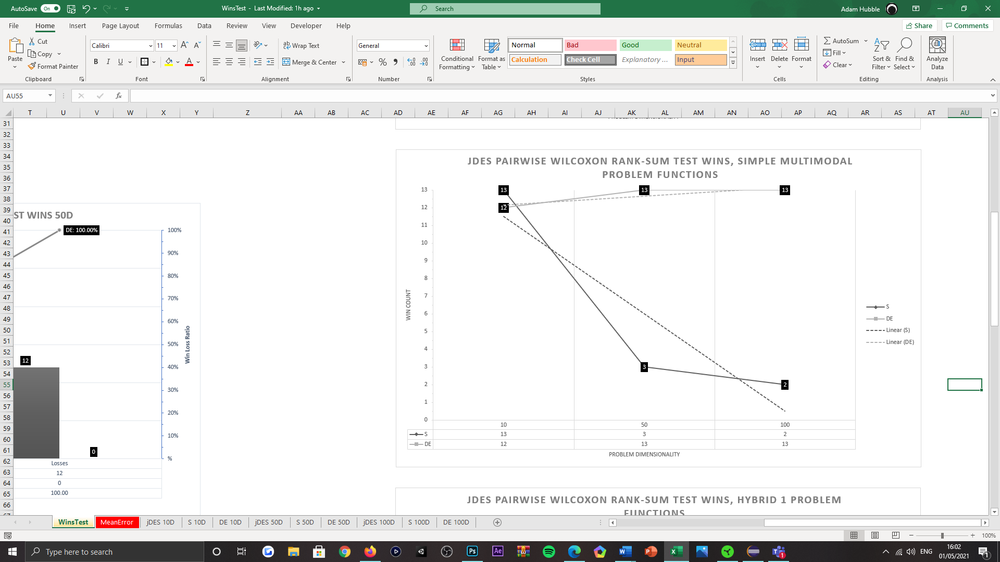 AutoSave On WinsTest - Last Modified: 1h ago Search Adam Hubble
File Home Insert Page Layout Formulas Data Review View Developer Help Share Comments
Paste Cut Copy Format Painter Clipboard
Calibri 11 B I U Font
Wrap Text Merge & Center Alignment
General % Number
Conditional Formatting Format as Table Normal Bad Good Neutral Calculation Check Cell Explanatory ... Input Styles
Insert Delete Format Cells
AutoSum Fill Clear Sort & Filter Find & Select Editing
Analyze Data Analysis
AU55 fx
T U V W X Y Z AA AB AC AD AE AF AG AH AI AJ AK AL AM AN AO AP AQ AR AS AT AU
31
32
33
34
35
36
37
38
39
40
41
42
43
44
45
46
47
48
49
50
51
52
53
54
55
56
57
58
59
60
61
62
63
64
65
66
ST WINS 50D
DE: 100.00%
100%
90%
80%
70%
60%
50%
40%
30%
20%
10%
%
Win Loss Ratio
12
0
Losses
12
0
100.00
JDES PAIRWISE WILCOXON RANK-SUM TEST WINS, SIMPLE MULTIMODAL
PROBLEM FUNCTIONS
13
12
11
10
9
8
7
6
5
4
3
2
1
0
WIN COUNT
13 13 13
12
3
2
10 50 100
S 13 3 2
DE 12 13 13
PROBLEM DIMENSIONALITY
S
DE
Linear (S)
Linear (DE)
JDES PAIRWISE WILCOXON RANK-SUM TEST WINS, HYBRID 1 PROBLEM
FUNCTIONS
WinsTest MeanError jDES 10D S 10D DE 10D jDES 50D S 50D DE 50D jDES 100D S 100D DE 100D
100%
Type here to search Ps Ae ENG 16:02
01/05/2021